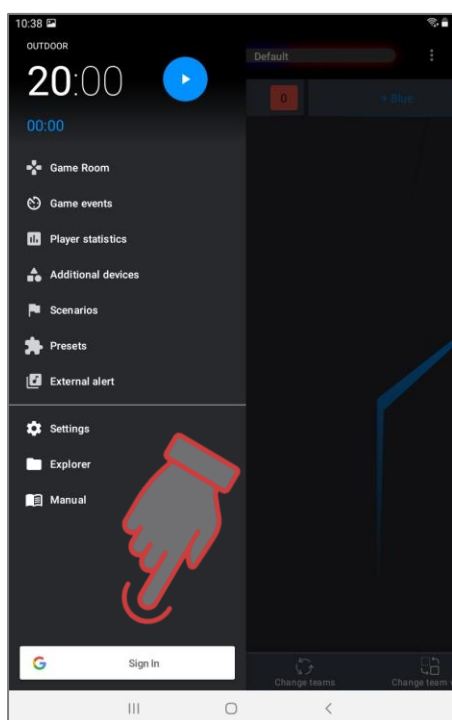 10:38
OUTDOOR
20:00
00:00
Game Room
Game events
Player statistics
Additional devices
Scenarios
Presets
External alert
Settings
Explorer
Manual
Sign In
Default
0
+ Blue
Change teams
Change team